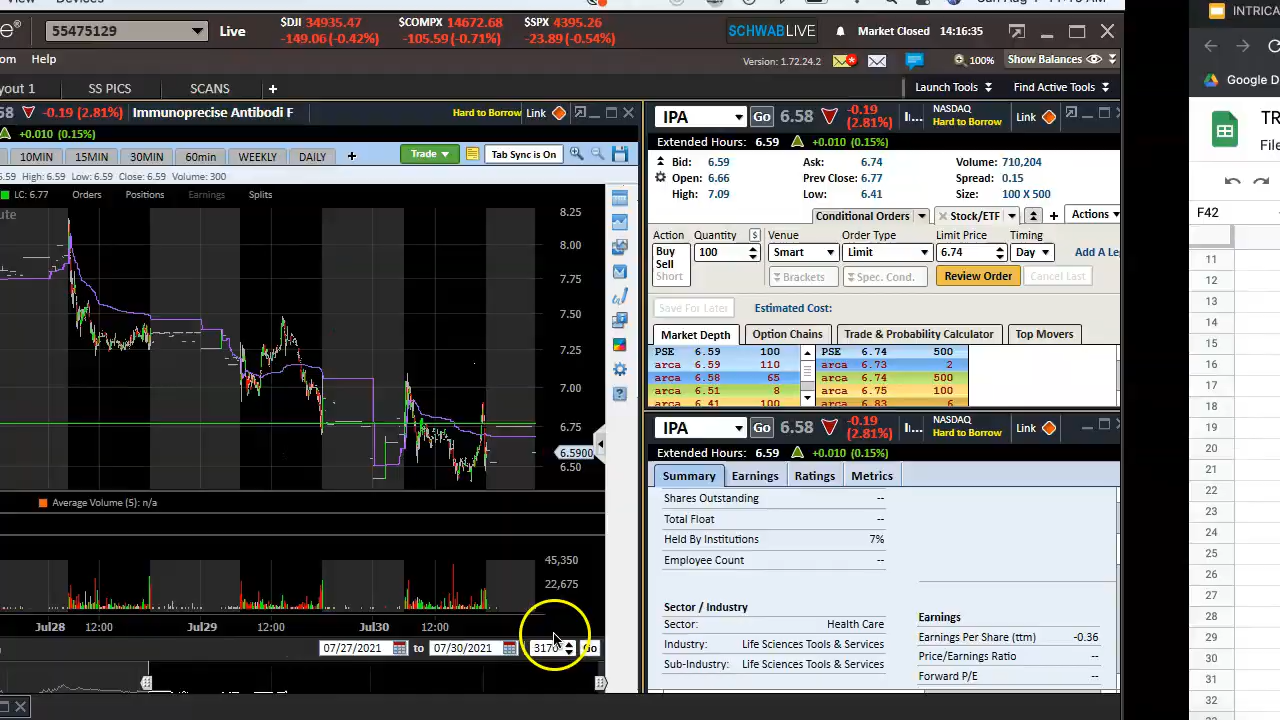 55475129
Live
$DJI 34935.47
-149.06 (-0.42%)
$COMPX 14672.68
-105.59 (-0.71%)
$SPX 4395.26
-23.89 (-0.54%)
SCHWABLIVE
Market Closed
14:16:35
INTRICA
om Help
Version: 1.72.24.2
100%
Show Balances
Google D
yout 1
SS PICS
SCANS
+
Launch Tools
Find Active Tools
58 -0.19 (2.81%) Immunoprecise Antibodi F
Hard to Borrow
Link
+0.010 (0.15%)
10MIN
15MIN
30MIN
60min
WEEKLY
DAILY
+
Trade
Tab Sync is On
.59 High: 6.59 Low: 6.59 Close: 6.59 Volume: 300
LC: 6.77
Orders
Positions
Earnings
Splits
ute
8.25
8.00
7.75
7.50
7.25
7.00
6.75
6.5900
6.50
Average Volume (5): n/a
45,350
22,675
Jul28 12:00 Jul29 12:00 Jul30 12:00
07/27/2021 to 07/30/2021 3170 Go
IPA
Go
6.58
-0.19
(2.81%)
I...
NASDAQ
Hard to Borrow
Link
Extended Hours: 6.59 +0.010 (0.15%)
Bid: 6.59 Ask: 6.74 Volume: 710,204
Open: 6.66 Prev Close: 6.77 Spread: 0.15
High: 7.09 Low: 6.41 Size: 100 X 500
Conditional Orders
Stock/ETF
+
Actions
Action Quantity $ Venue Order Type Limit Price Timing
Buy
Sell
Short
100
Smart
Limit
6.74
Day
Add A Le
Brackets
Spec. Cond.
Review Order
Cancel Last
Save For Later
Estimated Cost:
Market Depth
Option Chains
Trade & Probability Calculator
Top Movers
PSE 6.59 100 PSE 6.74 500
arca 6.59 110 arca 6.73 2
arca 6.58 65 arca 6.74 500
arca 6.51 8 arca 6.75 100
arca 6.41 100 arca 6.83 6
IPA
Go
6.58
-0.19
(2.81%)
I...
NASDAQ
Hard to Borrow
Link
Extended Hours: 6.59 +0.010 (0.15%)
Summary
Earnings
Ratings
Metrics
Shares Outstanding --
Total Float --
Held By Institutions 7%
Employee Count --
Sector / Industry
Sector: Health Care
Industry: Life Sciences Tools & Services
Sub-Industry: Life Sciences Tools & Services
Earnings
Earnings Per Share (ttm) -0.36
Price/Earnings Ratio --
Forward P/E --
TR
File
F42
11
12
13
14
15
16
17
18
19
20
21
22
23
24
25
26
27
28
29
30
31
32